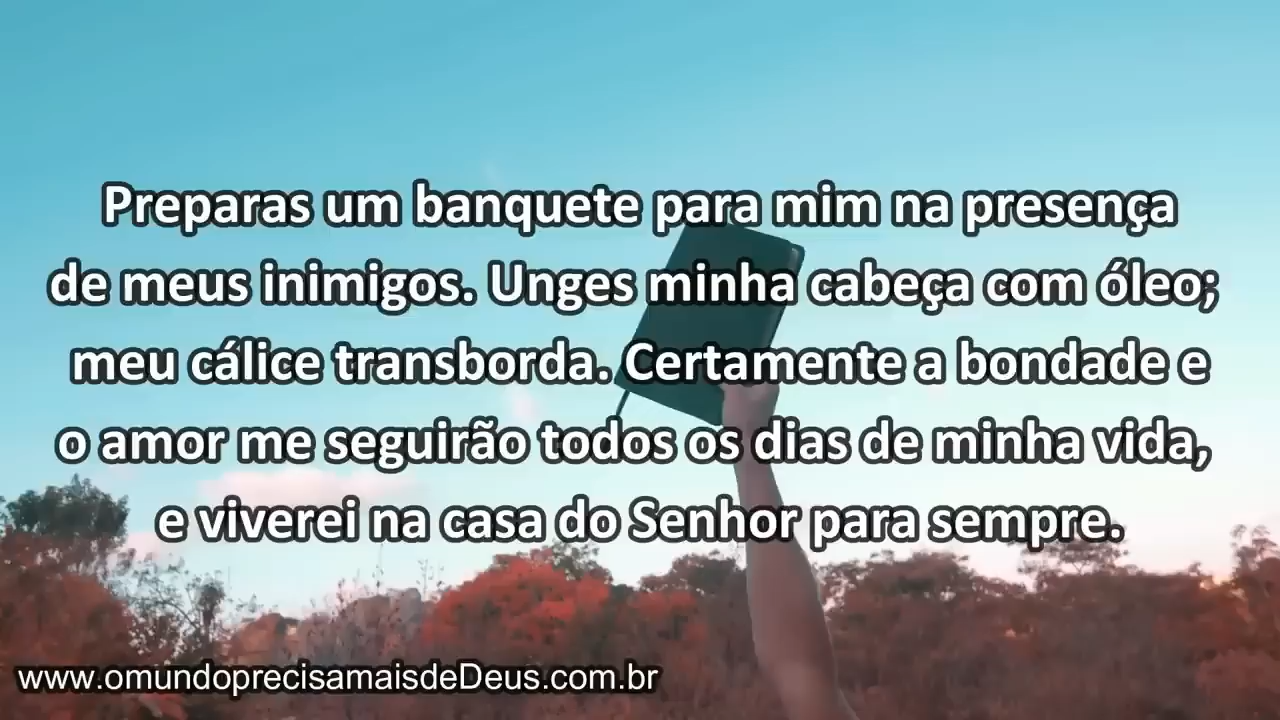 Preparas um banquete para mim na presença
de meus inimigos. Unges minha cabeça com óleo;
meu cálice transborda. Certamente a bondade e
o amor me seguirão todos os dias de minha vida,
e viverei na casa do Senhor para sempre.
www.omundoprecisamaisdeDeus.com.br